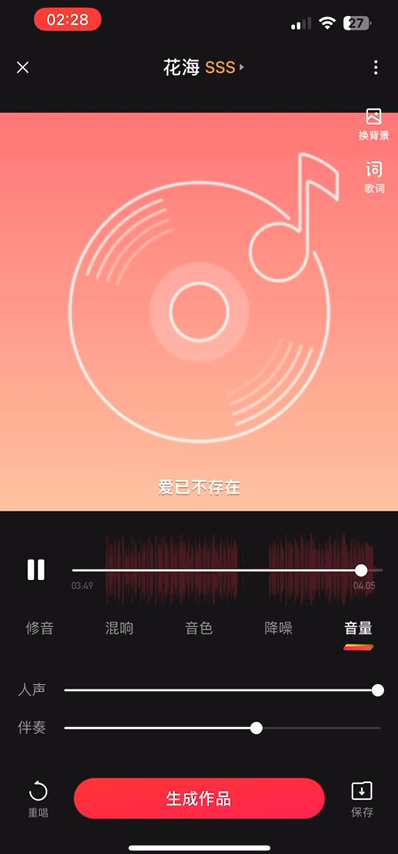 02:28
27
花海 SSS
换背景
词
歌词
爱已不存在
03:49
04:05
修音
混响
音色
降噪
音量
人声
伴奏
重唱
生成作品
保存